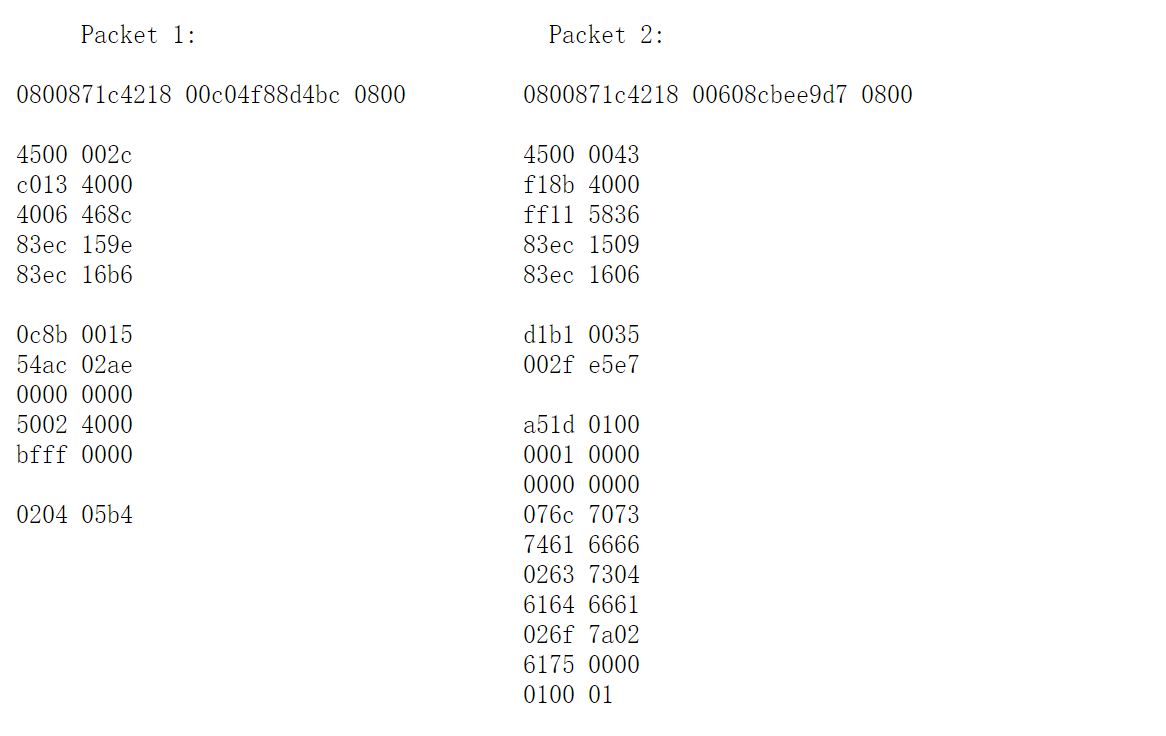 Packet 1:
0800871c4218 00c04f88d4bc 0800
4500 002c
c013 4000
4006 468c
83ec 159e
83ec 16b6
0c8b 0015
54ac 02ae
0000 0000
5002 4000
bfff 0000
0204 05b4
Packet 2:
0800871c4218 00608cbee9d7 0800
4500 0043
f18b 4000
ff11 5836
83ec 1509
83ec 1606
d1b1 0035
002f e5e7
a51d 0100
0001 0000
0000 0000
076c 7073
7461 6666
0263 7304
6164 6661
026f 7a02
6175 0000
0100 01